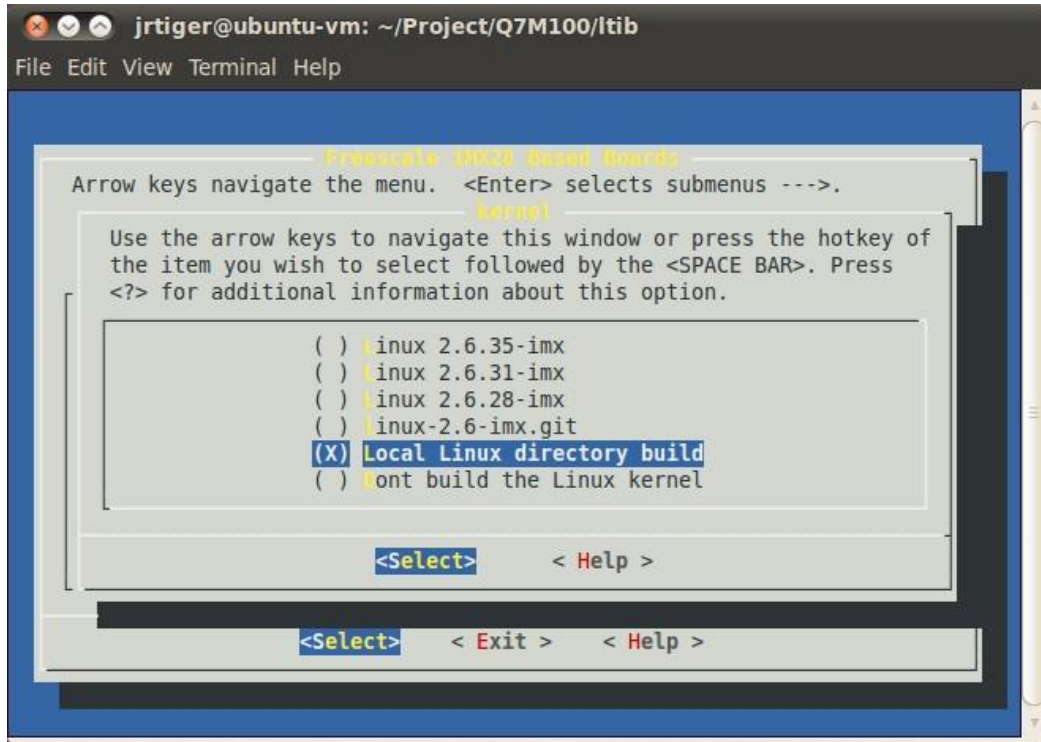 jrtiger@ubuntu-vm: ~/Project/Q7M100/ltib
File Edit View Terminal Help
Freescale iMX28 Based Boards
Arrow keys navigate the menu. <Enter> selects submenus --->.
kernel
Use the arrow keys to navigate this window or press the hotkey of
the item you wish to select followed by the <SPACE BAR>. Press
<?> for additional information about this option.
( ) Linux 2.6.35-imx
( ) Linux 2.6.31-imx
( ) Linux 2.6.28-imx
( ) Linux-2.6-imx.git
(X) Local Linux directory build
( ) Dont build the Linux kernel
<Select> < Help >
<Select> < Exit > < Help >